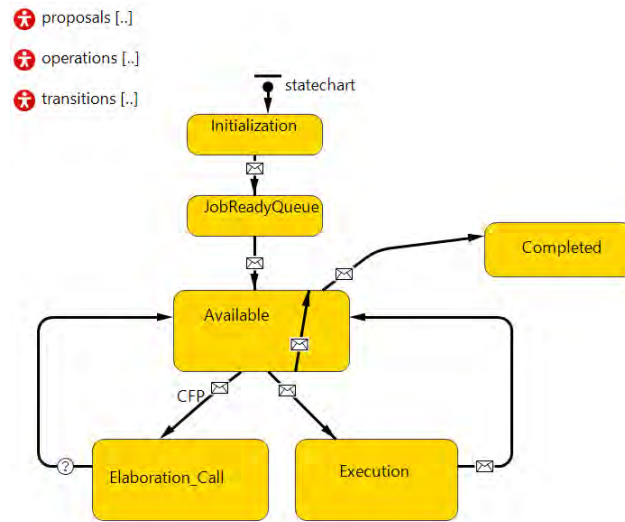 proposals [..]
operations [..]
transitions [..]
statechart
Initialization
JobReadyQueue
Completed
Available
CFP
Elaboration_Call
Execution
?